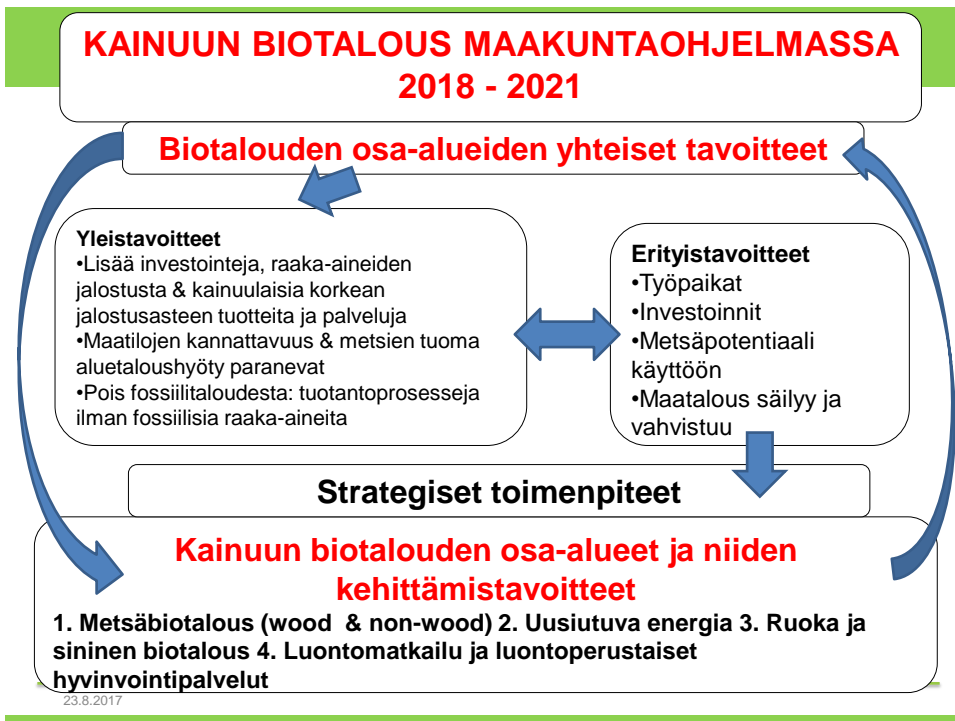 KAINUUN BIOTALOUS MAAKUNTAOHJELMASSA
2018 - 2021
Biotalouden osa-alueiden yhteiset tavoitteet
Yleistavoitteet
•Lisää investointeja, raaka-aineiden
jalostusta & kainuulaisia korkean
jalostusasteen tuotteita ja palveluja
•Maatilojen kannattavuus & metsien tuoma
aluetaloushyöty paranevat
•Pois fossiilitaloudesta: tuotantoprosesseja
ilman fossiilisia raaka-aineita
Erityistavoitteet
•Työpaikat
•Investoinnit
•Metsäpotentiaali
käyttöön
•Maatalous säilyy ja
vahvistuu
Strategiset toimenpiteet
Kainuun biotalouden osa-alueet ja niiden
kehittämistavoitteet
1. Metsäbiotalous (wood & non-wood) 2. Uusiutuva energia 3. Ruoka ja
sininen biotalous 4. Luontomatkailu ja luontoperustaiset
hyvinvointipalvelut
23.8.2017